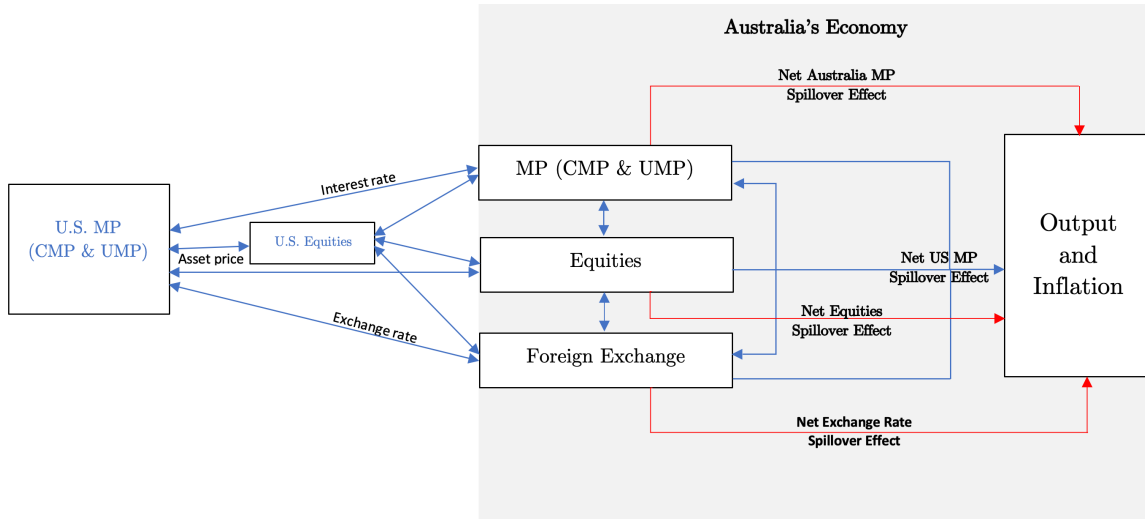 Australia's Economy
Net Australia MP
Spillover Effect
MP (CMP & UMP)
Interest rate
U.S. MP
(CMP & UMP)
U.S. Equities
Output
and
Inflation
Asset price
Equities
Net US MP
Spillover Effect
Net Equities
Spillover Effect
Exchange rate
Foreign Exchange
Net Exchange Rate
Spillover Effect